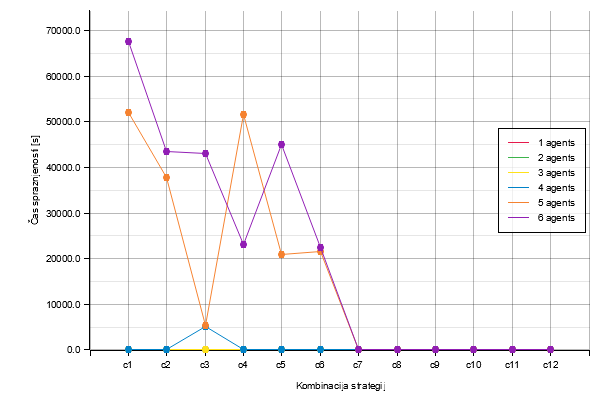 70000.0
60000.0
50000.0
40000.0
30000.0
20000.0
10000.0
0.0
Čas spraznjenosti [s]
c1 c2 c3 c4 c5 c6 c7 c8 c9 c10 c11 c12
Kombinacija strategij
1 agents
2 agents
3 agents
4 agents
5 agents
6 agents